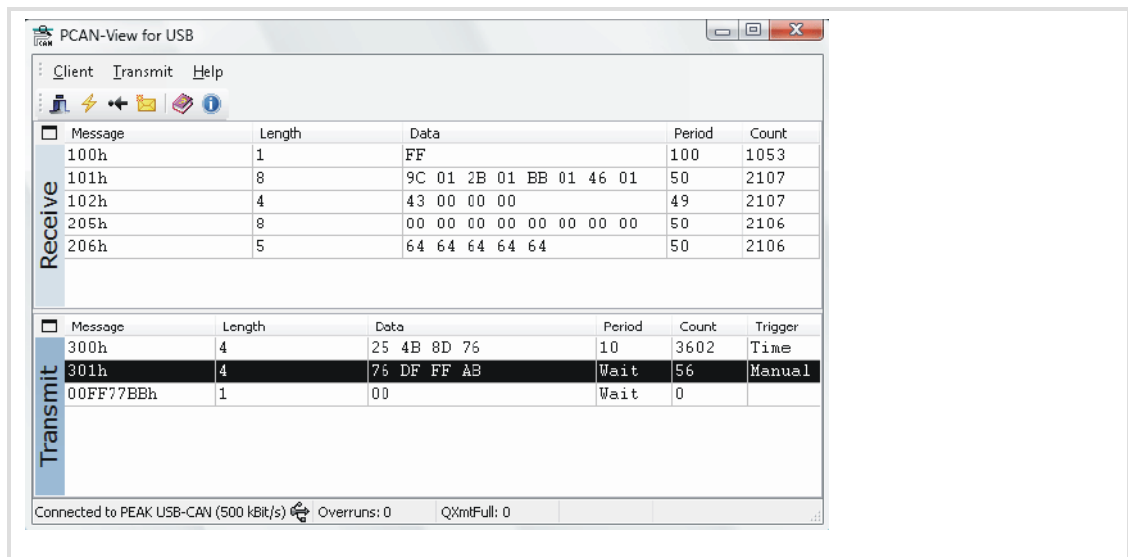 PCAN-View for USB
Client Transmit Help
Message Length Data Period Count
100h 1 FF 100 1053
101h 8 9C 01 2B 01 BB 01 46 01 50 2107
102h 4 43 00 00 00 49 2107
205h 8 00 00 00 00 00 00 00 00 50 2106
206h 5 64 64 64 64 64 50 2106
Receive
Message Length Data Period Count Trigger
300h 4 25 4B 8D 76 10 3602 Time
301h 4 76 DF FF AB Wait 56 Manual
00FF77BBh 1 00 Wait 0
Transmit
Connected to PEAK USB-CAN (500 kBit/s) Overruns: 0 QXmtFull: 0